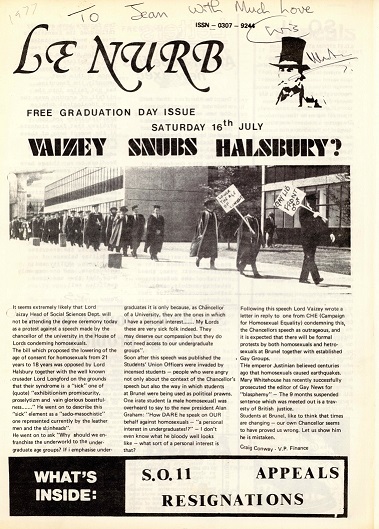 1977
To Jean with Much Love
ISSN - 0307 - 9244
Chris
LE NURB
FREE GRADUATION DAY ISSUE
SATURDAY 16th JULY
VAIZEY SNUBS HALSBURY?
It seems extremely likely that Lord
aizey Head of Social Sciences Dept. will
not be attending the degree ceremony today
as a protest against a speech made by the
chancellor of the university in the House of
Lords condemning homosexuals.
The bill which proposed the lowering of the
age of consent for homosexuals from 21
years to 18 years was opposed by Lord
Halsbury together with the well known
crusader Lord Longford on the grounds
that their syndrome is a "sick" one of
(quote) "exhibitionism promiscuity,
proselytizm and vain glorious boastful-
ness......." He went on to describe this
"sick" element as a "sado-masochistic"
one represented currently by the leather
men and the dipsheads".
He went on to ask "Why should we en-
franchise the underworld to the under-
graduate age groups? If i emphasise under-
graduates it is only because, as Chancellor
of a University, they are the ones in which
I have a personal interest...... My Lords
these are very sick folk indeed. They
may deserve our compassion but they do
not need access to our undergraduate
groups".
Soon after this speech was published the
Students' Union Officers were invaded by
incensed students - people who were angry
not only about the context of the Chancellor's
speech but also the way in which students
at Brunel were being used as political prawns.
One irate student (a male homosexual) was
overheard to say to the new president Alan
Graham: "How DARE he speak on OUR
behalf against homosexuals - "a personal
interest in undergraduates?" - I don't
even know what he bloody well looks
like - what sort of a personal interest is
that?
Following this speech Lord Vaizey wrote a
letter in reply to one from CHE (Campaign
for Homosexual Equality) condemning this,
the Chancellors speech as outrageous, and
it is expected that there will be formal
protests by both homosexuals and hetro-
sexuals at Brunel together with established
Gay Groups.
The emperor Justinian believed centuries
ago that homosexuals caused earthquakes.
Mary Whitehouse has recently successfully
prosecuted the editor of Gay News for
"blasphemy" - The 9 months suspended
sentence which was meeted out is a trav-
esty of British justice.
Students at Brunel, like to think that times
are changing - our own Chancellor seems
to have proved us wrong. Let us show him
he is mistaken.
Craig Conway - V.P. Finance
WHAT'S
INSIDE:
S.O.11 APPEALS
RESIGNATIONS